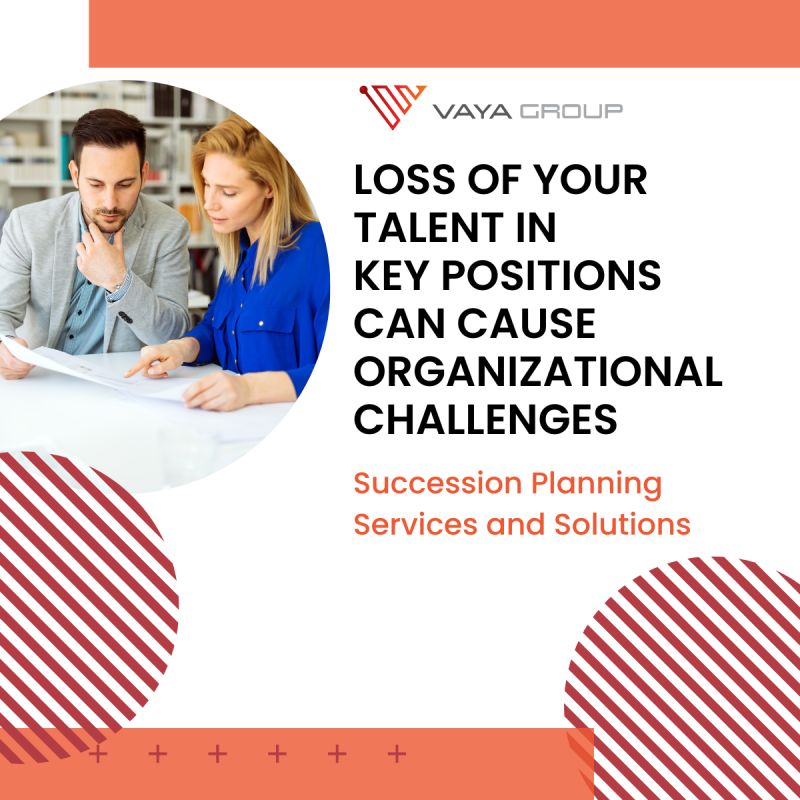 VAYA GROUP
LOSS OF YOUR
TALENT IN
KEY POSITIONS
CAN CAUSE
ORGANIZATIONAL
CHALLENGES
Succession Planning
Services and Solutions